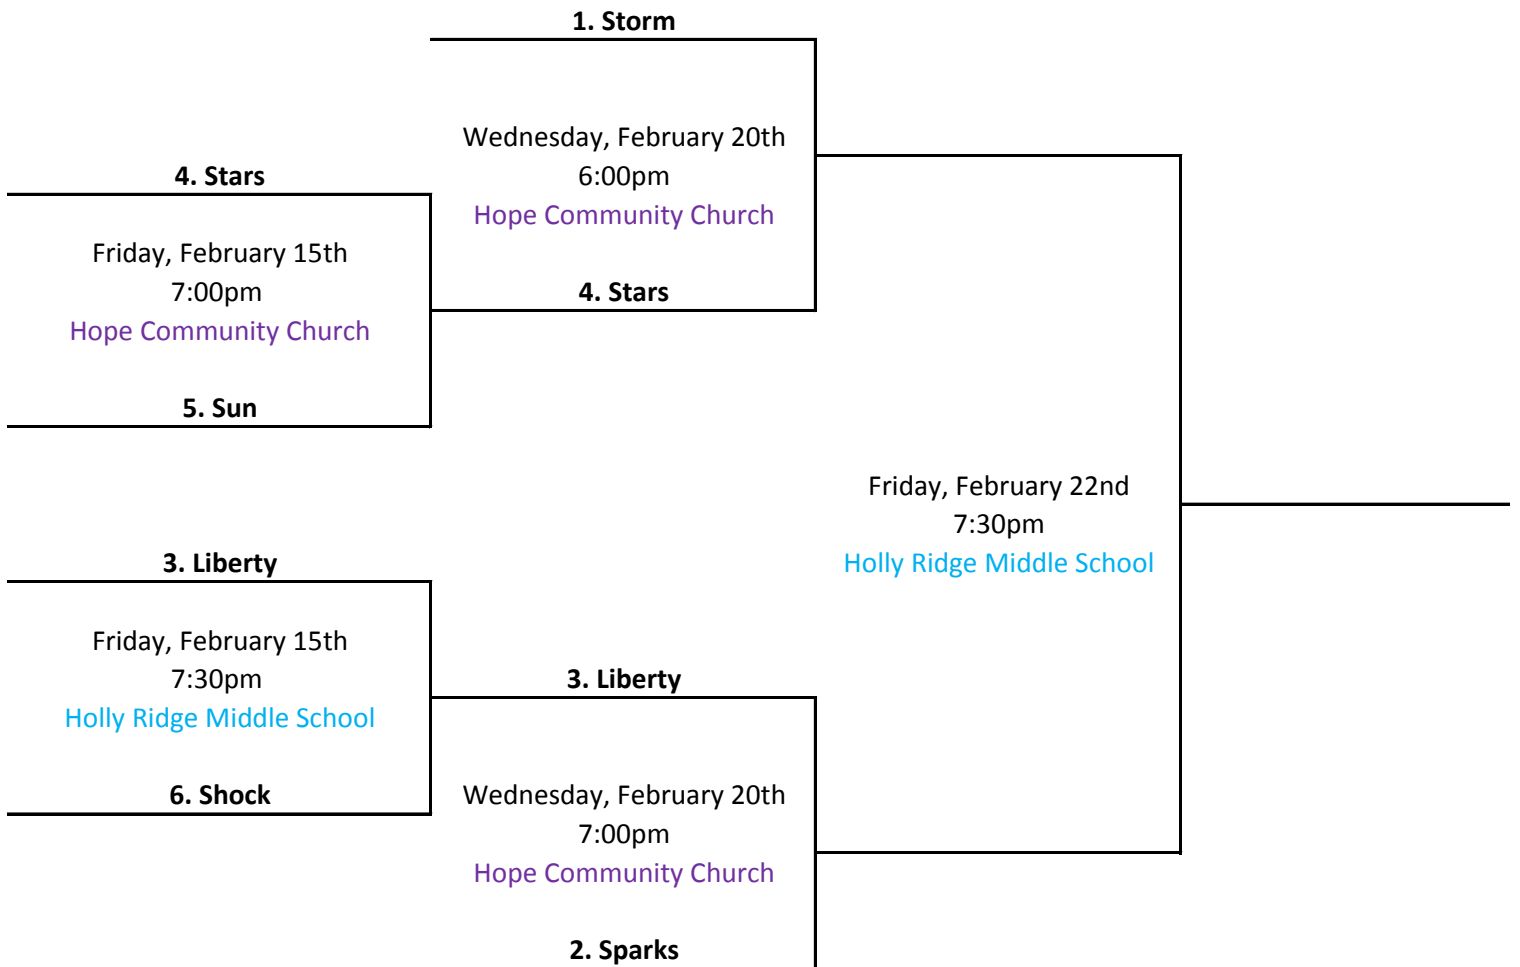 1. Storm
Wednesday, February 20th
6:00pm
Hope Community Church
4. Stars
4. Stars
Friday, February 15th
7:00pm
Hope Community Church
5. Sun
Friday, February 22nd
7:30pm
Holly Ridge Middle School
3. Liberty
Friday, February 15th
7:30pm
Holly Ridge Middle School
6. Shock
3. Liberty
Wednesday, February 20th
7:00pm
Hope Community Church
2. Sparks